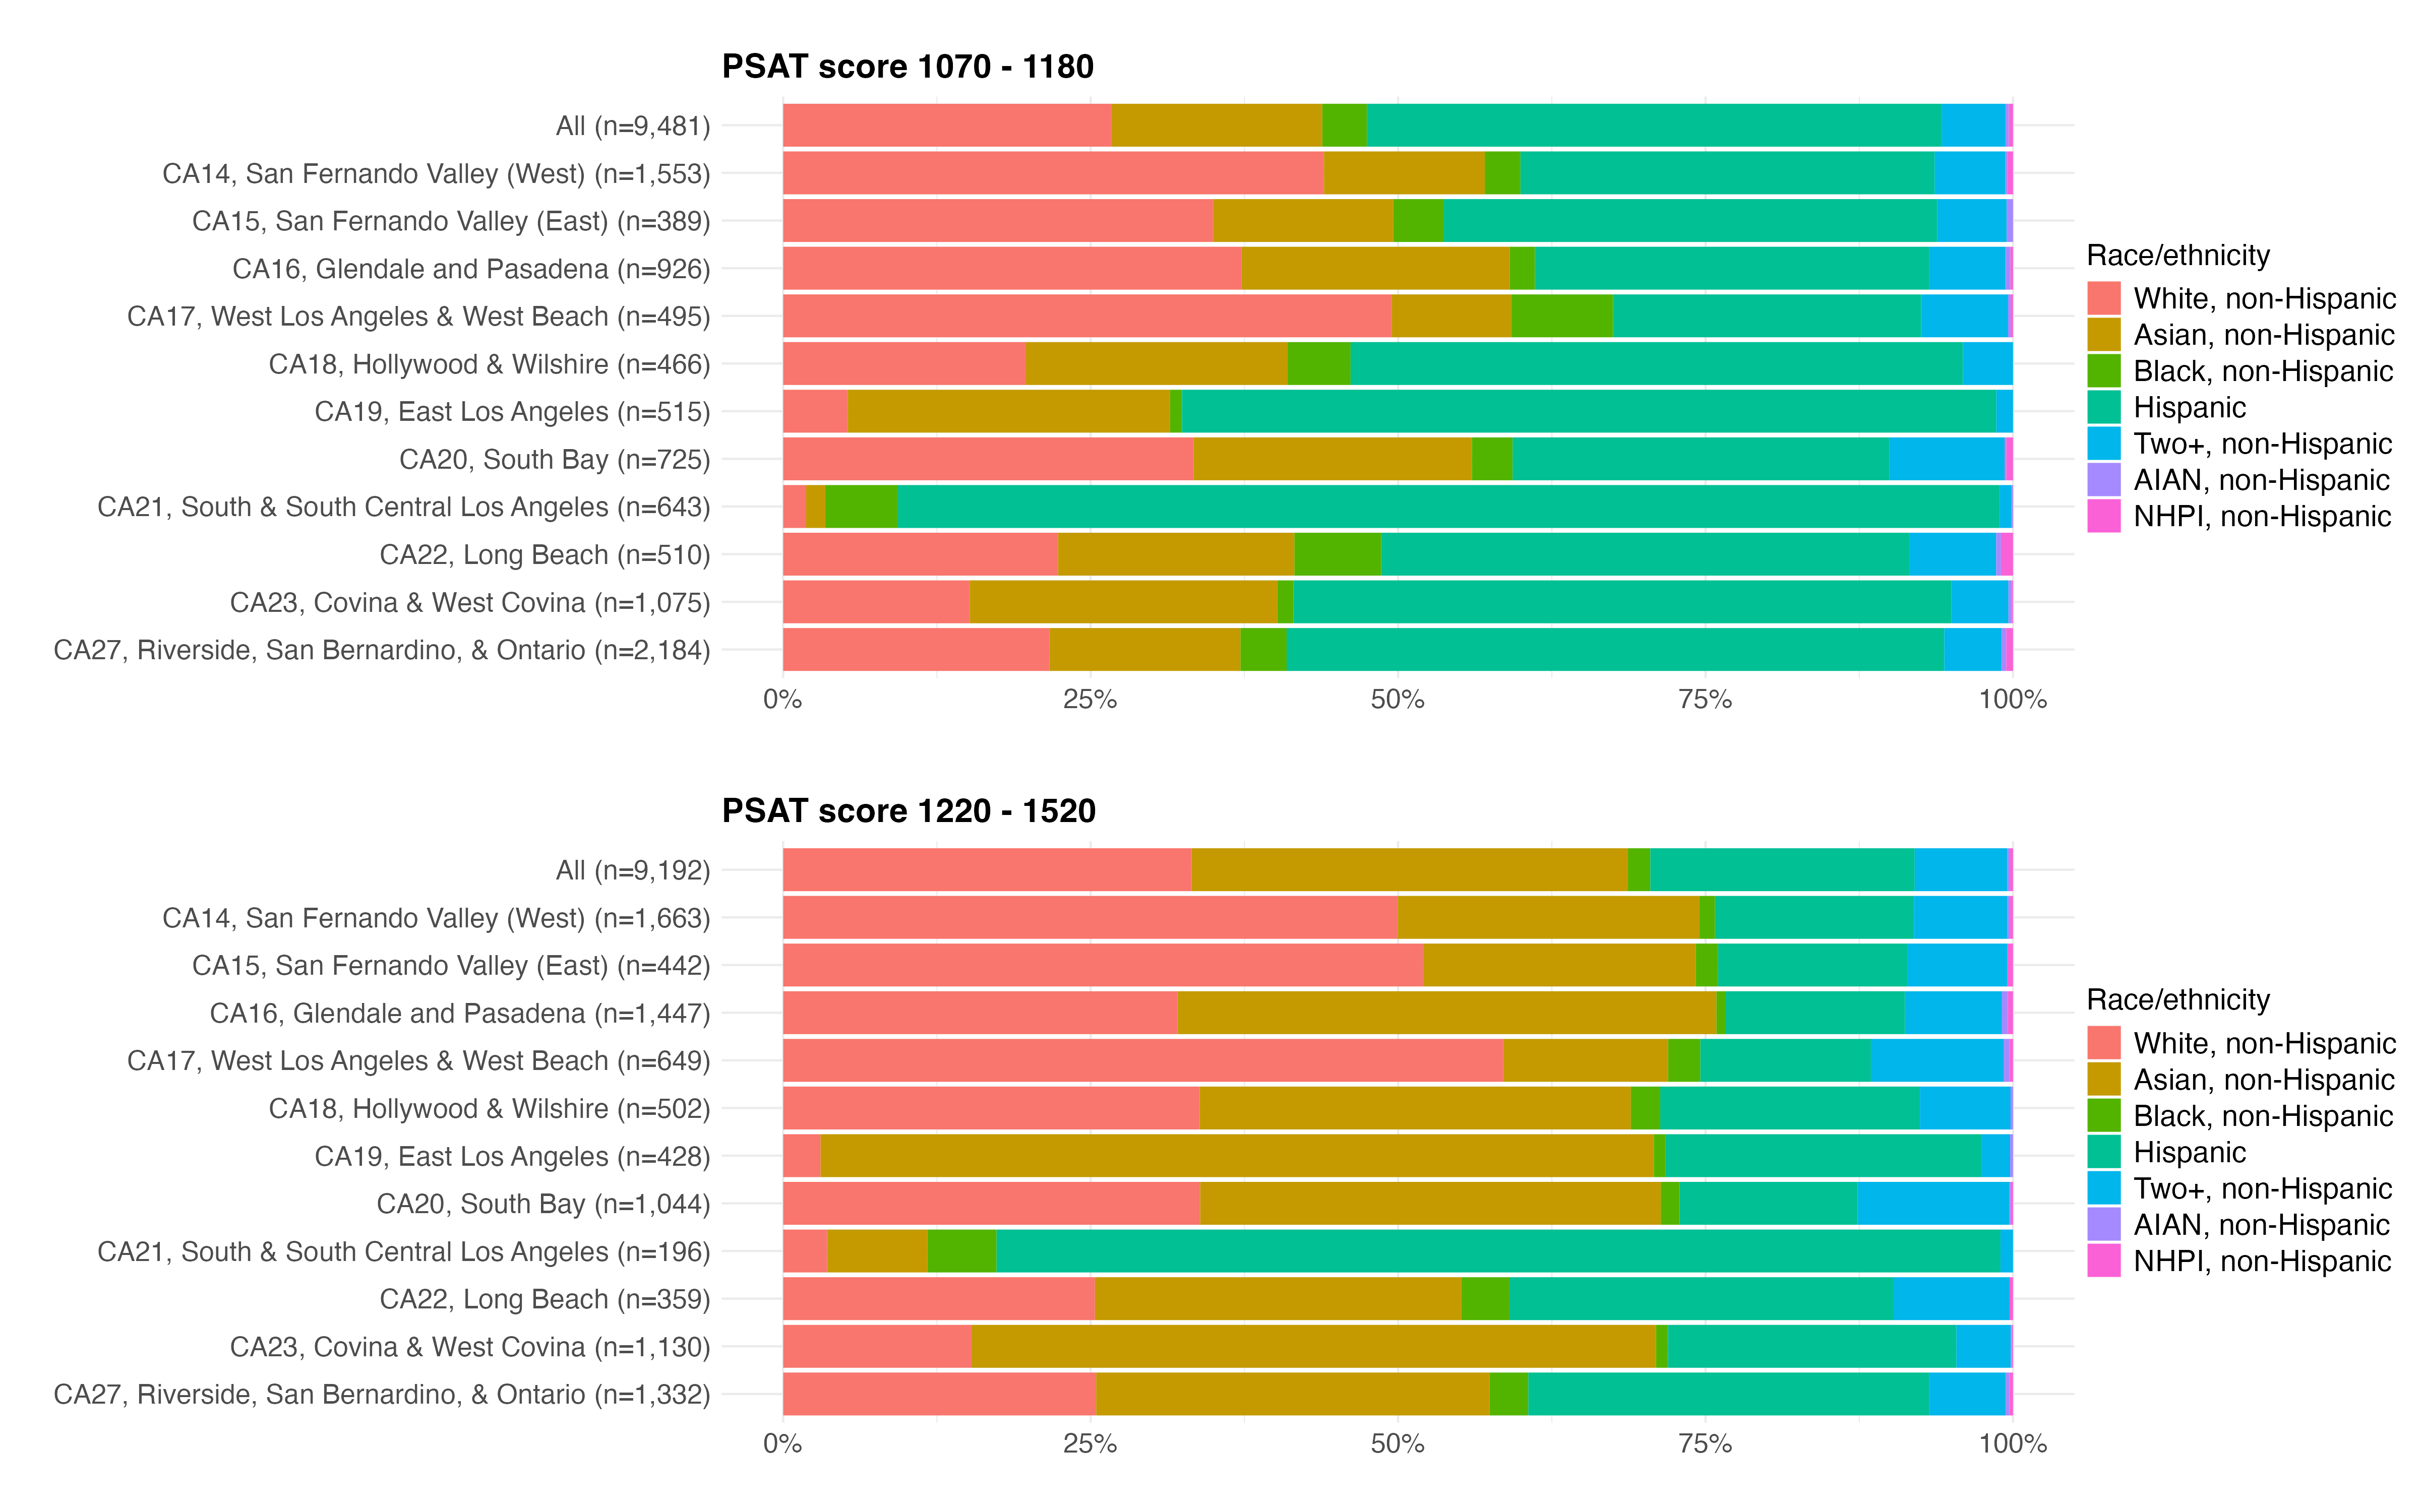 PSAT score 1070 - 1180
All (n=9,481)
CA14, San Fernando Valley (West) (n=1,553)
CA15, San Fernando Valley (East) (n=389)
CA16, Glendale and Pasadena (n=926)
CA17, West Los Angeles & West Beach (n=495)
CA18, Hollywood & Wilshire (n=466)
CA19, East Los Angeles (n=515)
CA20, South Bay (n=725)
CA21, South & South Central Los Angeles (n=643)
CA22, Long Beach (n=510)
CA23, Covina & West Covina (n=1,075)
CA27, Riverside, San Bernardino, & Ontario (n=2,184)
0% 25% 50% 75% 100%
Race/ethnicity
White, non-Hispanic
Asian, non-Hispanic
Black, non-Hispanic
Hispanic
Two+, non-Hispanic
AIAN, non-Hispanic
NHPI, non-Hispanic
PSAT score 1220 - 1520
All (n=9,192)
CA14, San Fernando Valley (West) (n=1,663)
CA15, San Fernando Valley (East) (n=442)
CA16, Glendale and Pasadena (n=1,447)
CA17, West Los Angeles & West Beach (n=649)
CA18, Hollywood & Wilshire (n=502)
CA19, East Los Angeles (n=428)
CA20, South Bay (n=1,044)
CA21, South & South Central Los Angeles (n=196)
CA22, Long Beach (n=359)
CA23, Covina & West Covina (n=1,130)
CA27, Riverside, San Bernardino, & Ontario (n=1,332)
0% 25% 50% 75% 100%
Race/ethnicity
White, non-Hispanic
Asian, non-Hispanic
Black, non-Hispanic
Hispanic
Two+, non-Hispanic
AIAN, non-Hispanic
NHPI, non-Hispanic